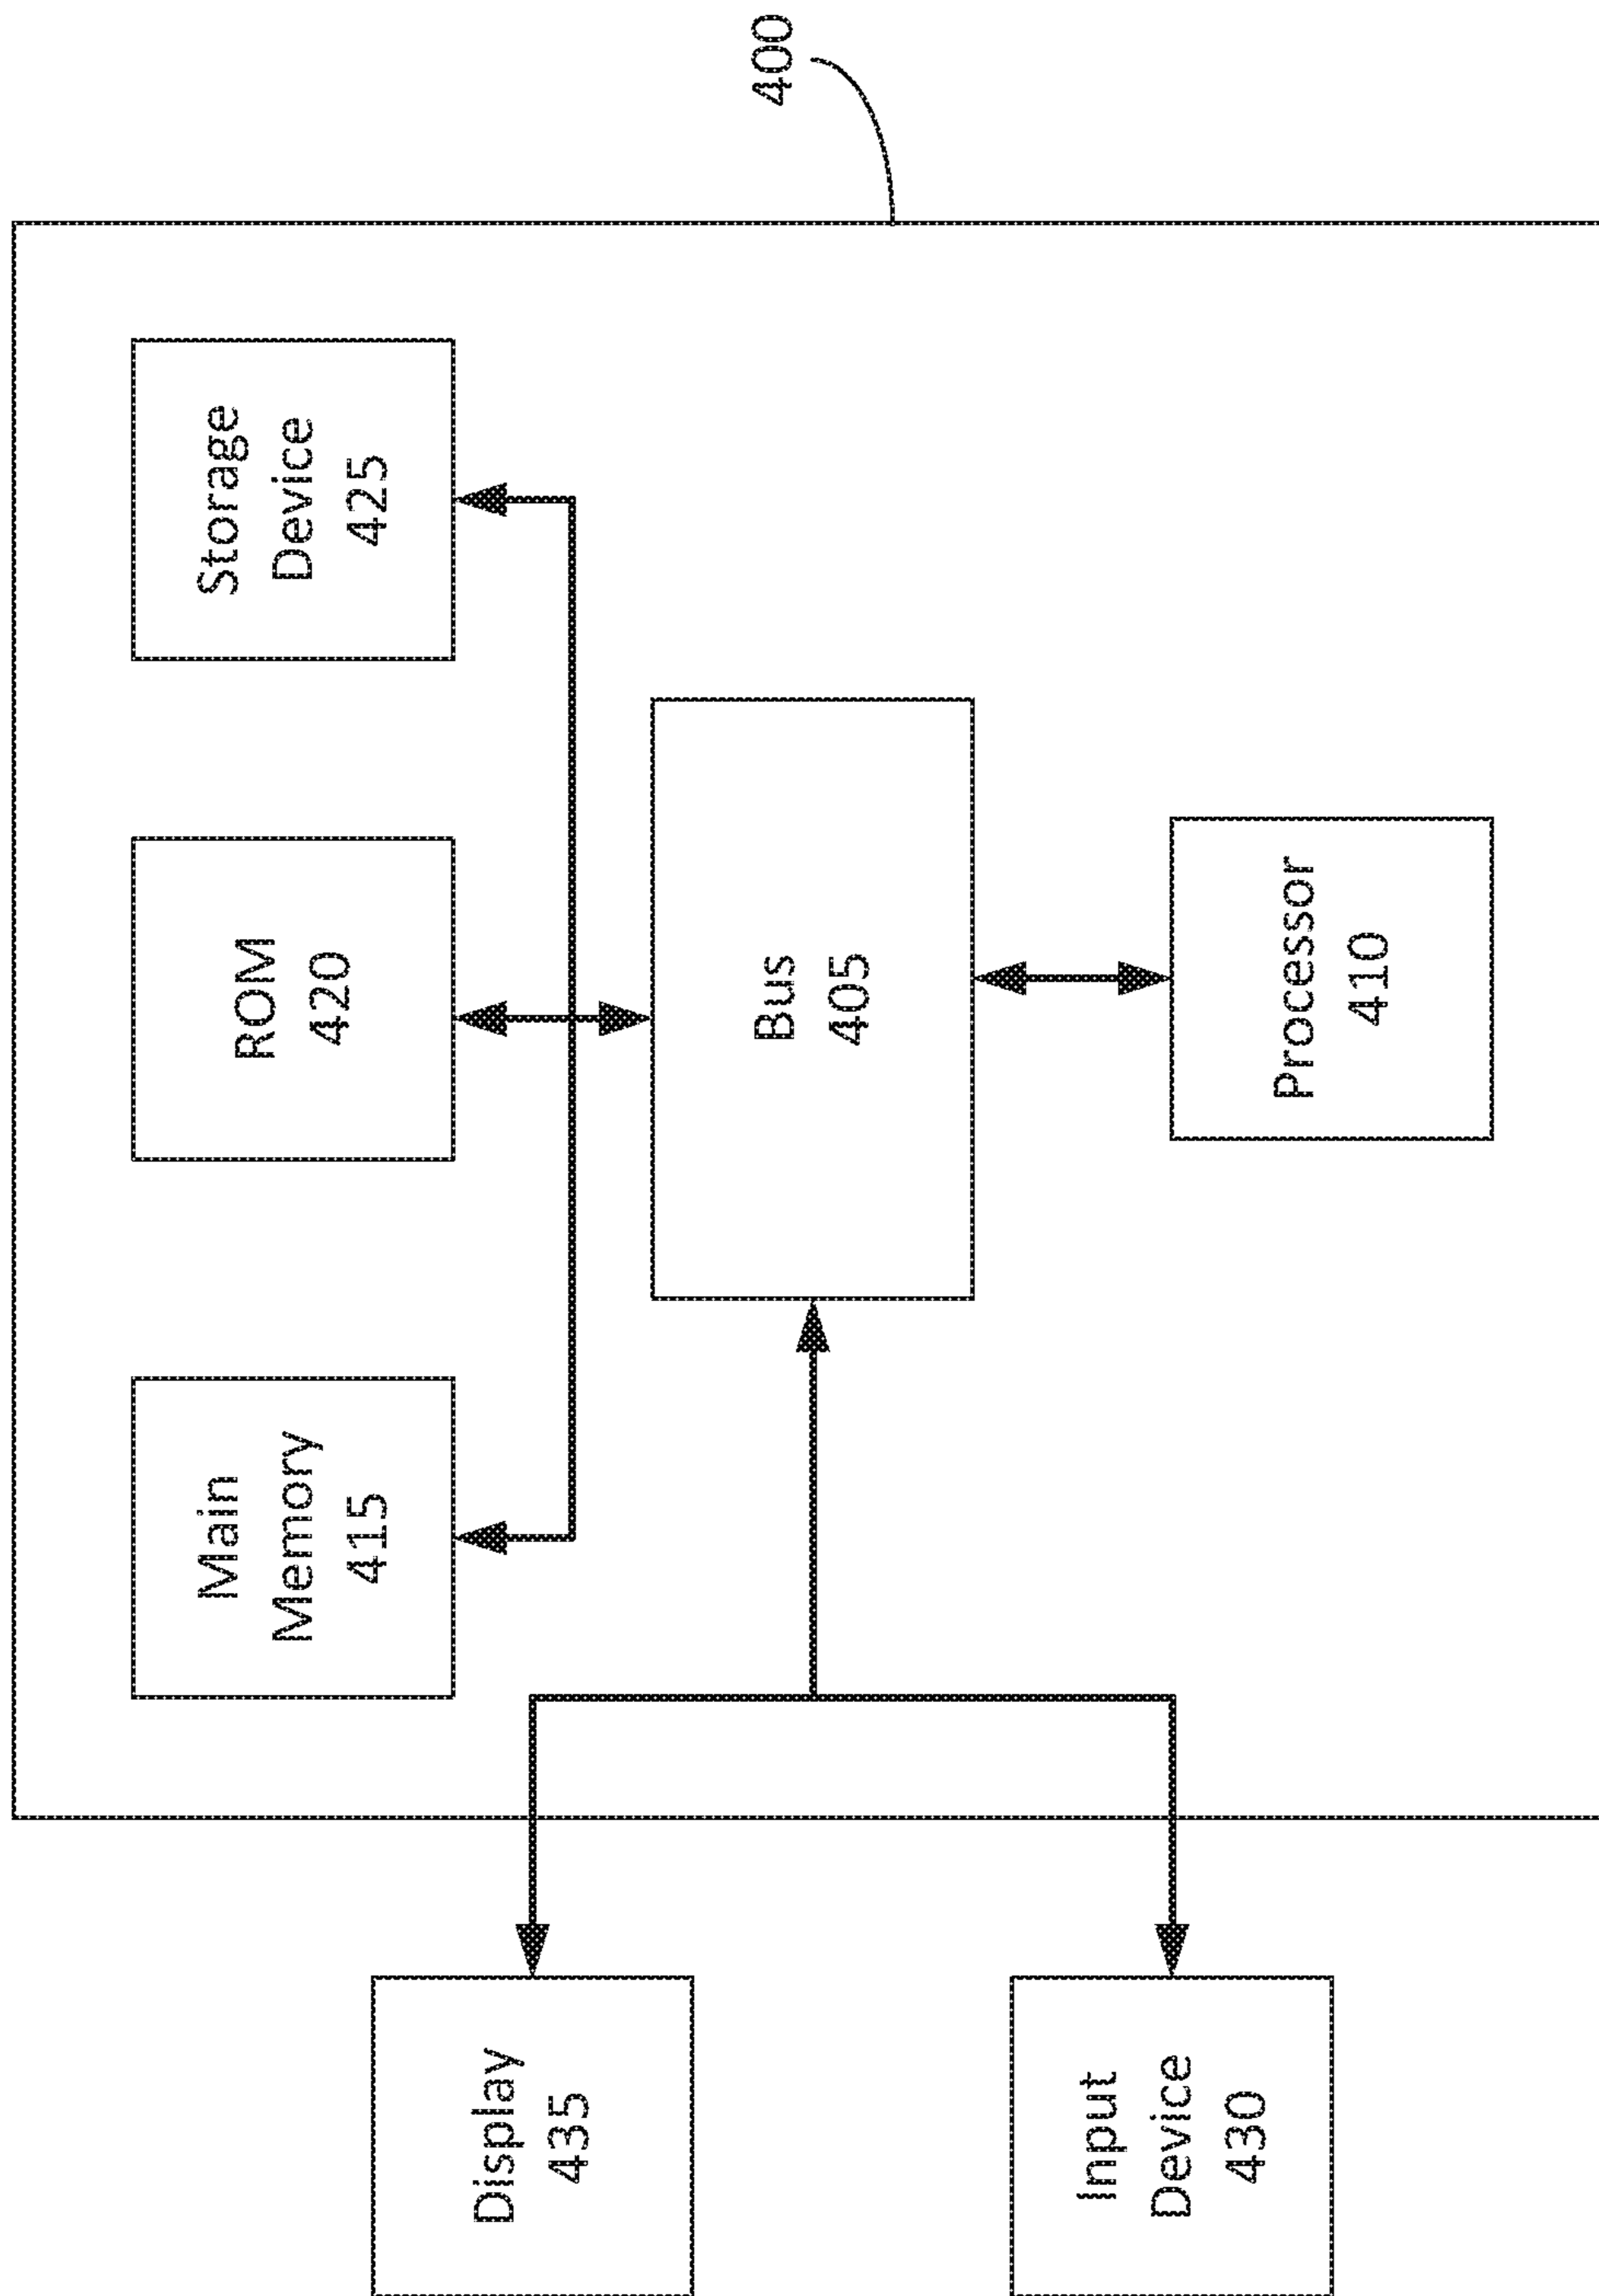 400
Main
Memory
415
ROM
420
Storage
Device
425
Display
435
Bus
405
Input
Device
430
Processor
410